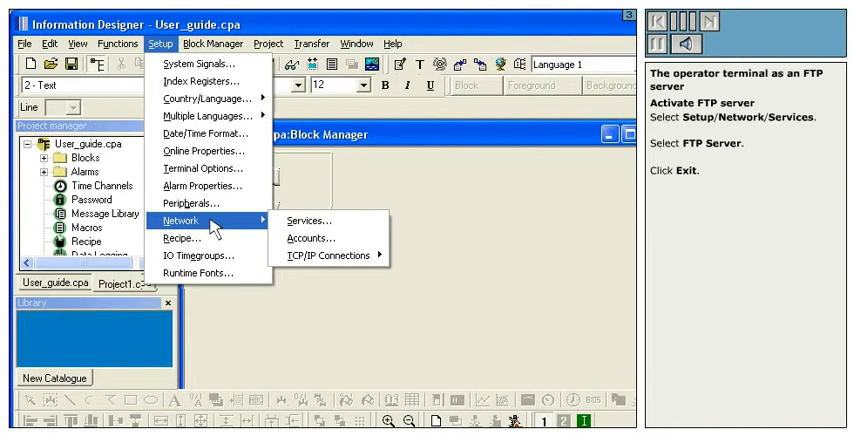 Information Designer - User_guide.cpa
3
File Edit View Functions Setup Block Manager Project Transfer Window Help
Language 1
2 - Text
12
B I U
Block
Foreground
Background
Line
Project manager
User_guide.cpa
Blocks
Alarms
Time Channels
Password
Message Library
Macros
Recipe
Data Logging
User_guide.cpa
Project1.c
Library
New Catalogue
System Signals...
Index Registers...
Country/Language...
Multiple Languages...
Date/Time Format...
Online Properties...
Terminal Options...
Alarm Properties...
Peripherals...
Network
Recipe...
IO Timegroups...
Runtime Fonts...
Services...
Accounts...
TCP/IP Connections
pa:Block Manager
1 2 I
The operator terminal as an FTP
server
Activate FTP server
Select Setup/Network/Services.
Select FTP Server.
Click Exit.